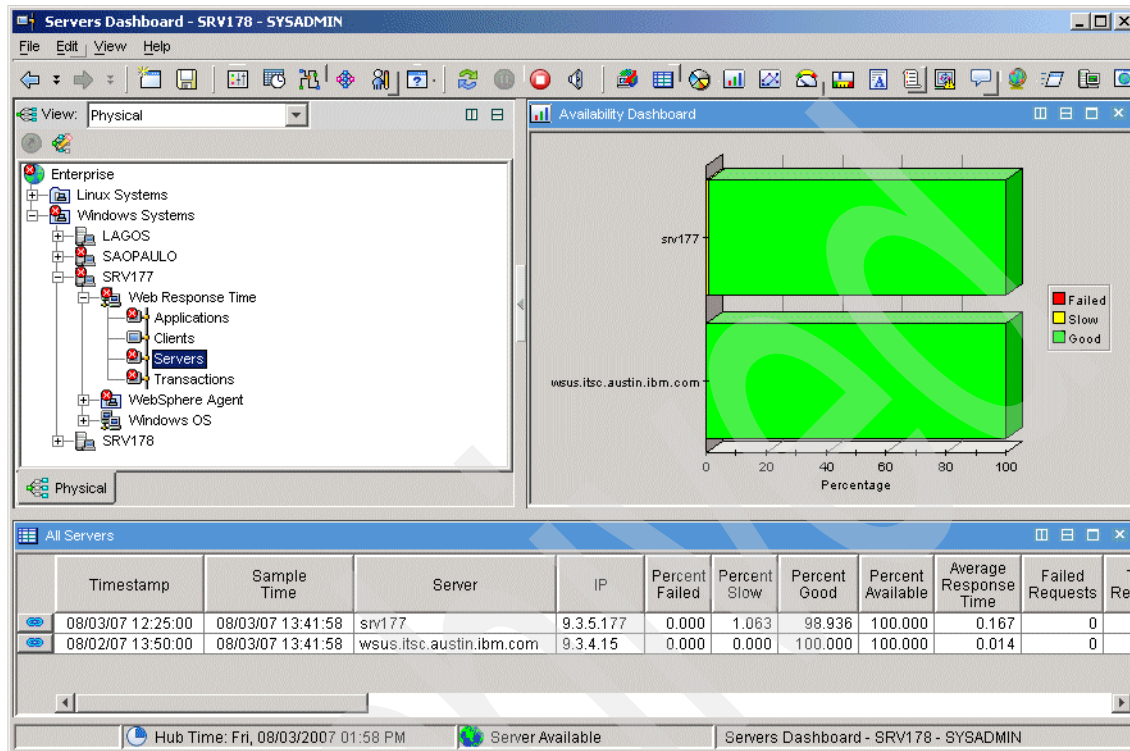 Servers Dashboard - SRV178 - SYSADMIN
File Edit View Help
View: Physical
Enterprise
Linux Systems
Windows Systems
LAGOS
SAOPAULO
SRV177
Web Response Time
Applications
Clients
Servers
Transactions
WebSphere Agent
Windows OS
SRV178
Physical
Availability Dashboard
srv177
wsus.itsc.austin.ibm.com
0 20 40 60 80 100
Percentage
Failed
Slow
Good
All Servers
Timestamp Sample Time Server IP Percent Failed Percent Slow Percent Good Percent Available Average Response Time Failed Requests
08/03/07 12:25:00 08/03/07 13:41:58 srv177 9.3.5.177 0.000 1.063 98.936 100.000 0.167 0
08/02/07 13:50:00 08/03/07 13:41:58 wsus.itsc.austin.ibm.com 9.3.4.15 0.000 0.000 100.000 100.000 0.014 0
Hub Time: Fri, 08/03/2007 01:58 PM Server Available Servers Dashboard - SRV178 - SYSADMIN